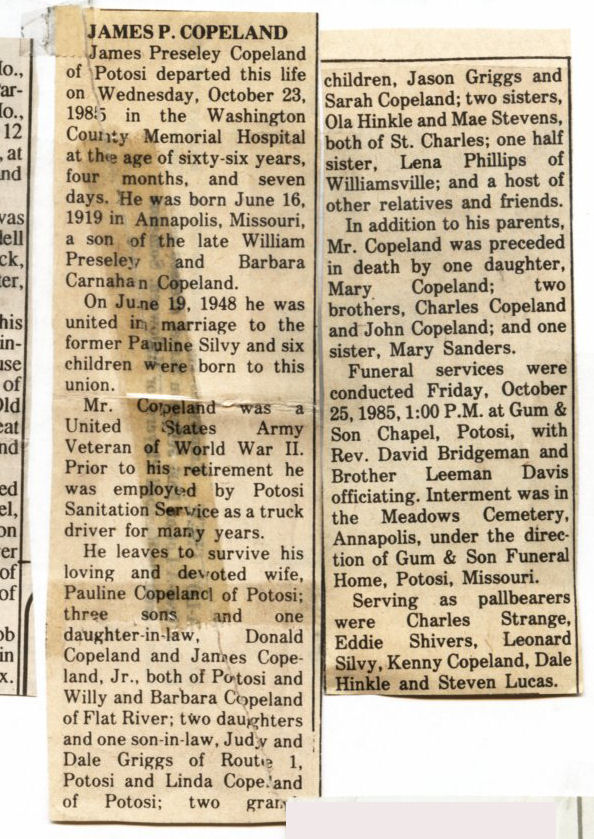 JAMES P. COPELAND
James Preseley Copeland
of Potosi departed this life
on Wednesday, October 23,
1985 in the Washington
County Memorial Hospital
at the age of sixty-six years,
four months, and seven
days. He was born June 16,
1919 in Annapolis, Missouri,
a son of the late William
Preseley and Barbara
Carnahan Copeland.
On June 19, 1948 he was
united in marriage to the
former Pauline Silvy and six
children were born to this
union.
Mr. Copeland was a
United States Army
Veteran of World War II.
Prior to his retirement he
was employed by Potosi
Sanitation Service as a truck
driver for many years.
He leaves to survive his
loving and devoted wife,
Pauline Copeland of Potosi;
three sons and one
daughter-in-law, Donald
Copeland and James Cope-
land, Jr., both of Potosi and
Willy and Barbara Copeland
of Flat River; two daughters
and one son-in-law, Judy and
Dale Griggs of Route 1,
Potosi and Linda Copeland
of Potosi; two grand-
children, Jason Griggs and
Sarah Copeland; two sisters,
Ola Hinkle and Mae Stevens,
both of St. Charles; one half
sister, Lena Phillips of
Williamsville; and a host of
other relatives and friends.
In addition to his parents,
Mr. Copeland was preceded
in death by one daughter,
Mary Copeland; two
brothers, Charles Copeland
and John Copeland; and one
sister, Mary Sanders.
Funeral services were
conducted Friday, October
25, 1985, 1:00 P.M. at Gum &
Son Chapel, Potosi, with
Rev. David Bridgeman and
Brother Leeman Davis
officiating. Interment was in
the Meadows Cemetery,
Annapolis, under the direc-
tion of Gum & Son Funeral
Home, Potosi, Missouri.
Serving as pallbearers
were Charles Strange,
Eddie Shivers, Leonard
Silvy, Kenny Copeland, Dale
Hinkle and Steven Lucas.